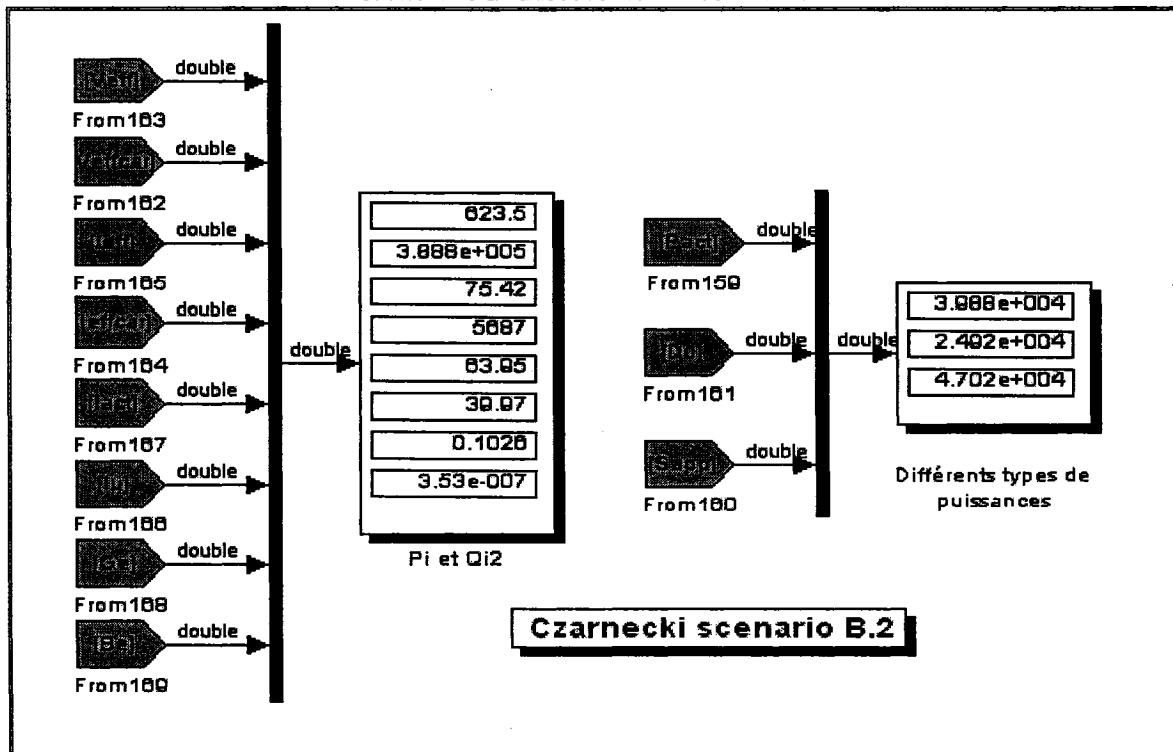 double
From163
double
From162
double
From165
double
From164
double
From167
double
From166
double
From168
double
From169
double
623.5
3.888e+005
75.42
5687
63.95
39.97
0.1026
3.53e-007
Pi et Qi2
double
From159
double
From161
double
From160
double
3.988e+004
2.492e+004
4.702e+004
Différents types de
puissances
Czarnecki scenario B.2